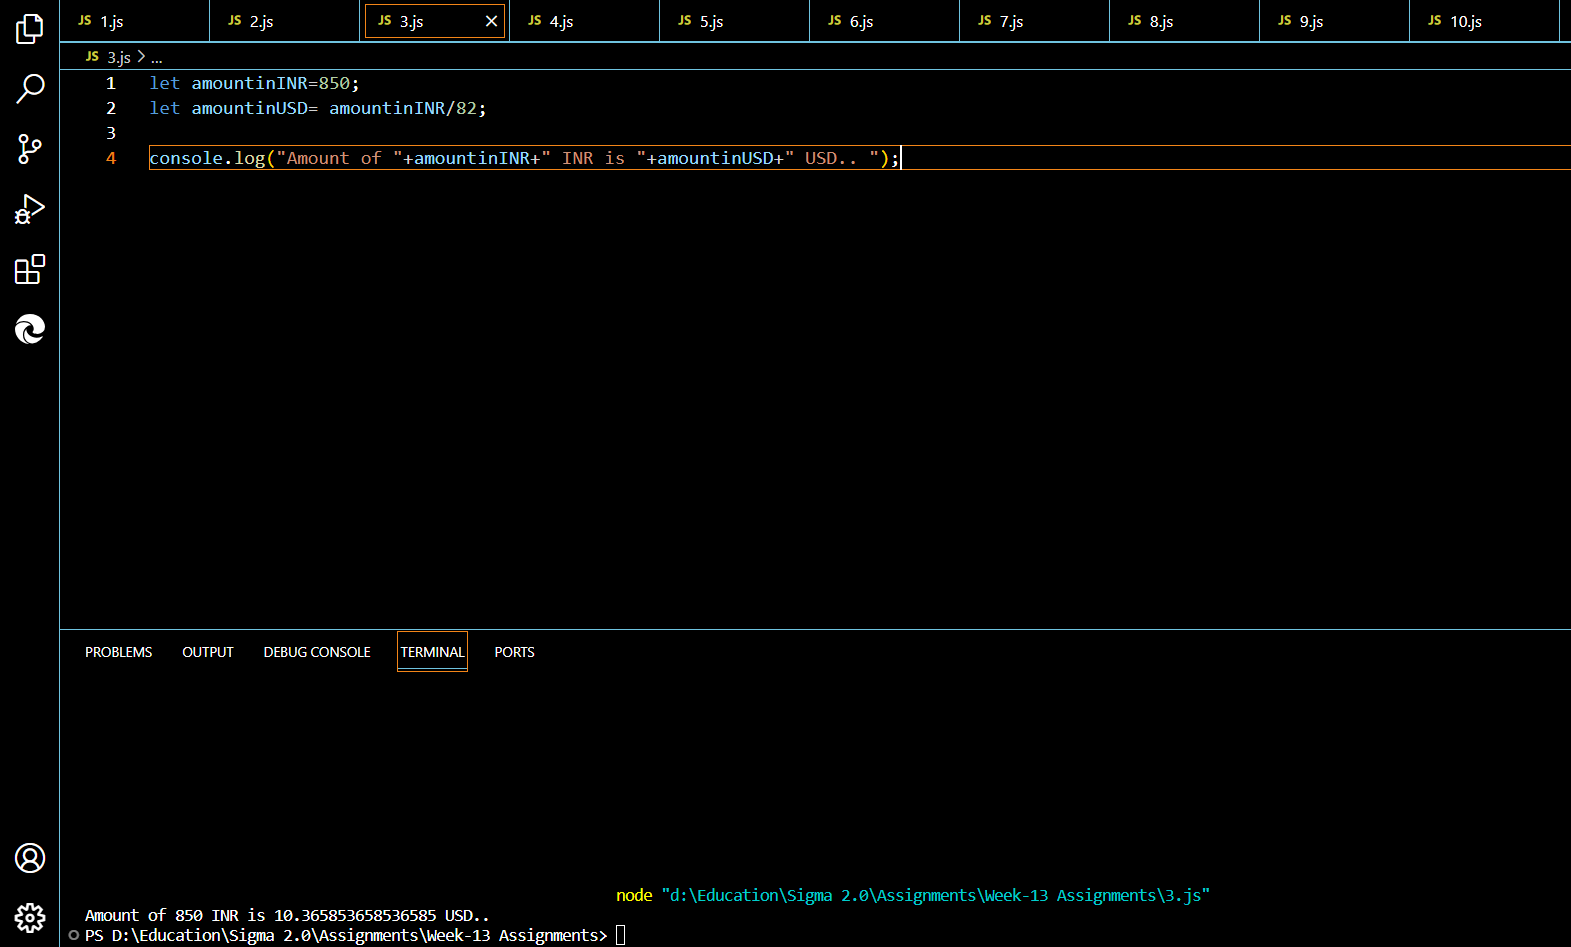 JS 1.js JS 2.js JS 3.js JS 4.js JS 5.js JS 6.js JS 7.js JS 8.js JS 9.js JS 10.js
JS 3.js > ...
1 let amountinINR=850;
2 let amountinUSD= amountinINR/82;
3
4 console.log("Amount of "+amountinINR+" INR is "+amountinUSD+" USD.. ");
PROBLEMS OUTPUT DEBUG CONSOLE TERMINAL PORTS
node "d:\Education\Sigma 2.0\Assignments\Week-13 Assignments\3.js"
Amount of 850 INR is 10.365853658536585 USD..
PS D:\Education\Sigma 2.0\Assignments\Week-13 Assignments>